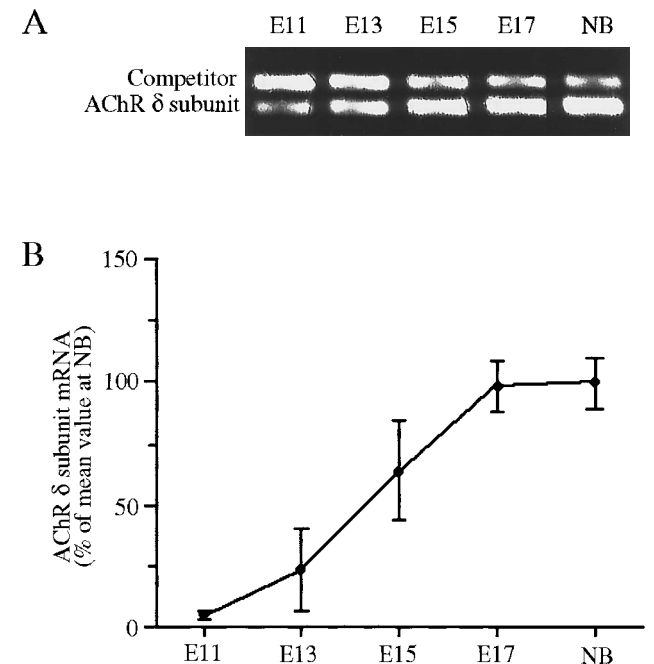 A
E11 E13 E15 E17 NB
Competitor
AChR δ subunit
B
150
100
50
0
AChR δ subunit mRNA
(% of mean value at NB)
E11 E13 E15 E17 NB